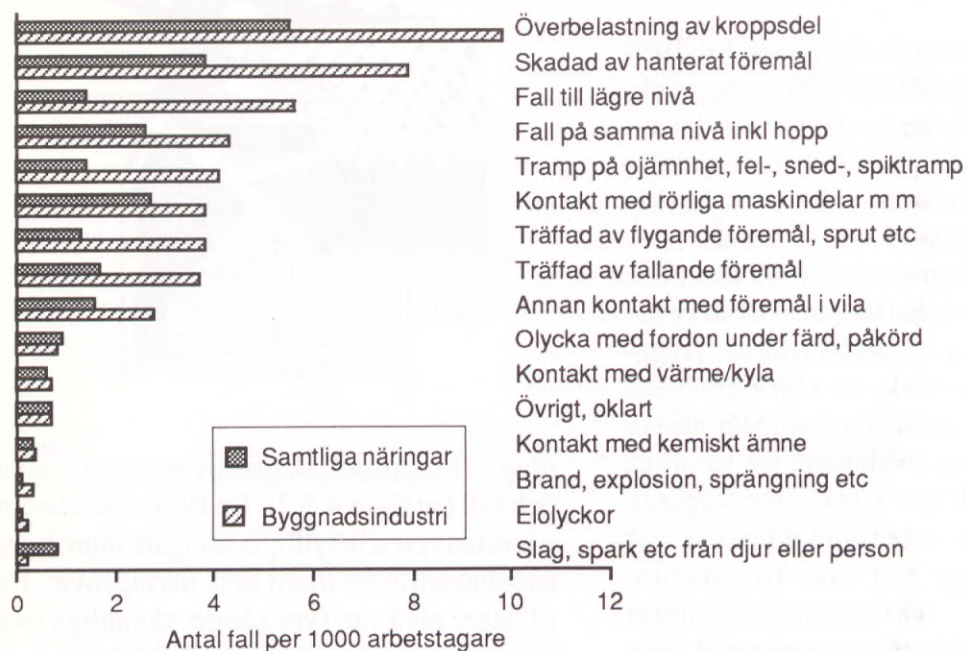 Överbelastning av kroppsdel
Skadad av hanterat föremål
Fall till lägre nivå
Fall på samma nivå inkl hopp
Tramp på ojämnhet, fel-, sned-, spiktramp
Kontakt med rörliga maskindelar m m
Träffad av flygande föremål, sprut etc
Träffad av fallande föremål
Annan kontakt med föremål i vila
Olycka med fordon under färd, påkörd
Kontakt med värme/kyla
Övrigt, oklart
Kontakt med kemiskt ämne
Brand, explosion, sprängning etc
Elolyckor
Slag, spark etc från djur eller person
Samtliga näringar
Byggnadsindustri
0 2 4 6 8 10 12
Antal fall per 1000 arbetstagare